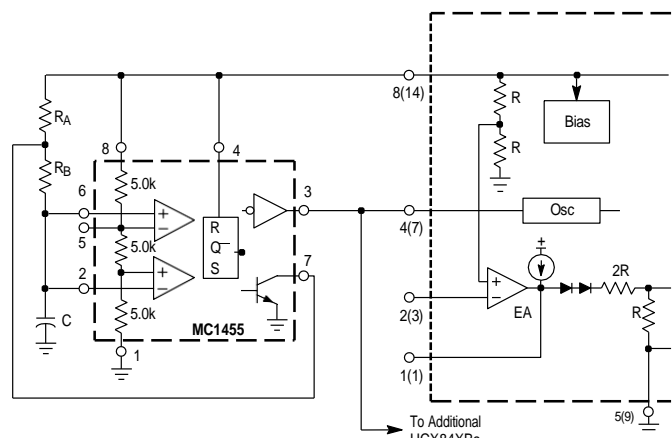 8(14)
R
R
Bias
RA
RB
8
4
6
5.0k
+
−
R
Q
S
3
4(7)
Osc
5
5.0k
7
2
+
−
5.0k
MC1455
C
1
+
2R
+
−
EA
R
2(3)
1(1)
5(9)
To Additional